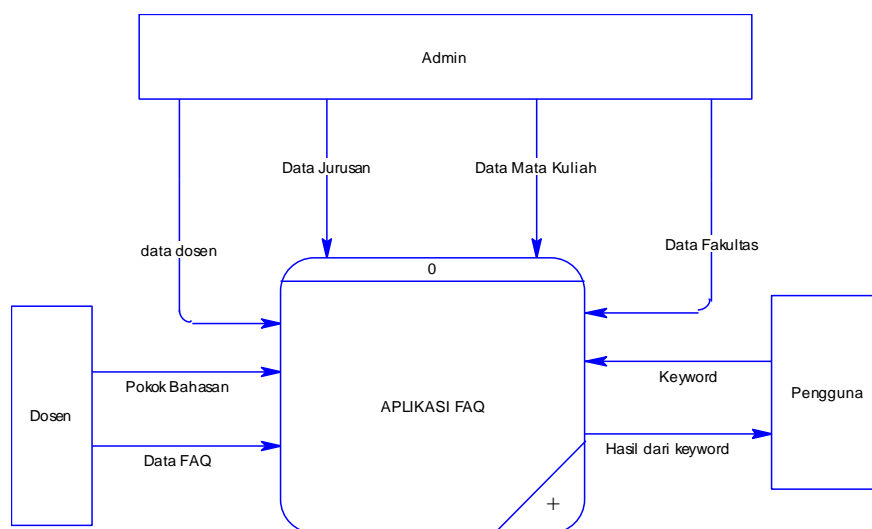 Admin
Data Jurusan
Data Mata Kuliah
data dosen
Data Fakultas
0
Pokok Bahasan
Keyword
Dosen
APLIKASI FAQ
Pengguna
Data FAQ
Hasil dari keyword
+